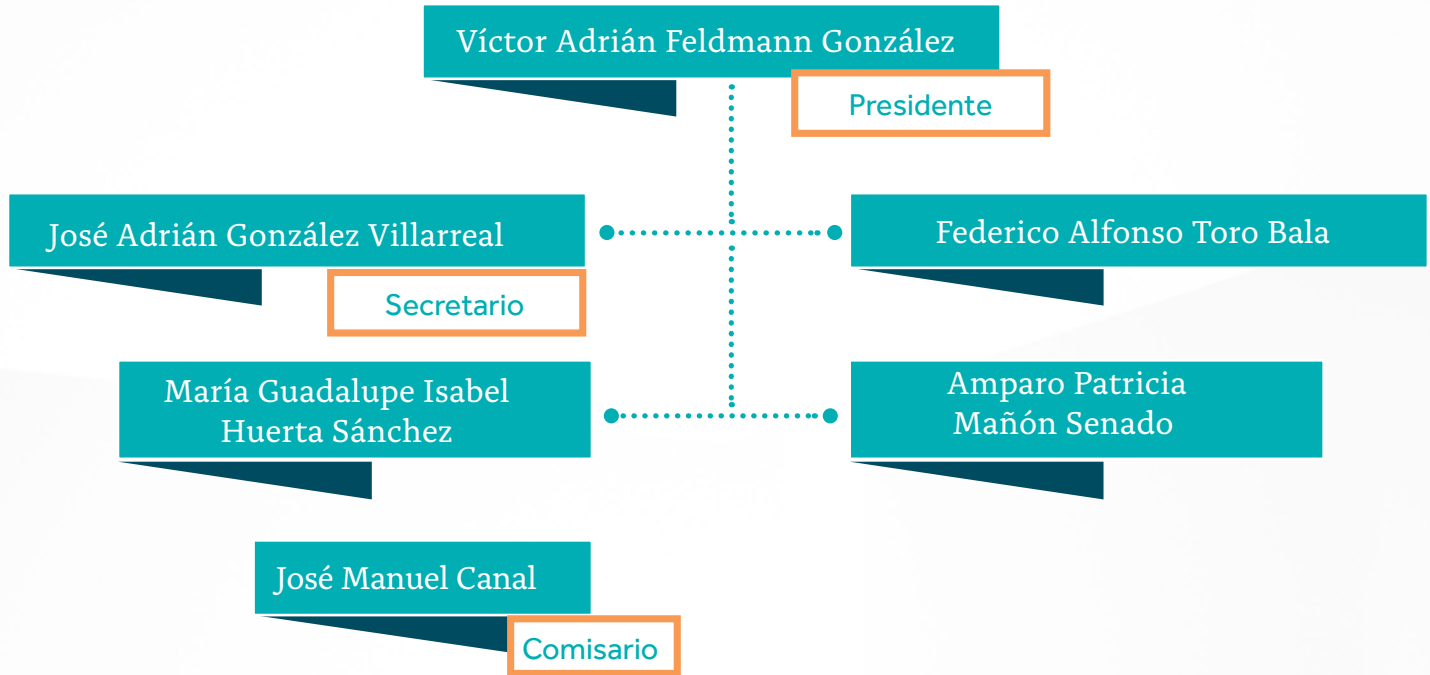 Víctor Adrián Feldmann González
Presidente
José Adrián González Villarreal
Secretario
Federico Alfonso Toro Bala
María Guadalupe Isabel
Huerta Sánchez
Amparo Patricia
Mañón Senado
José Manuel Canal
Comisario